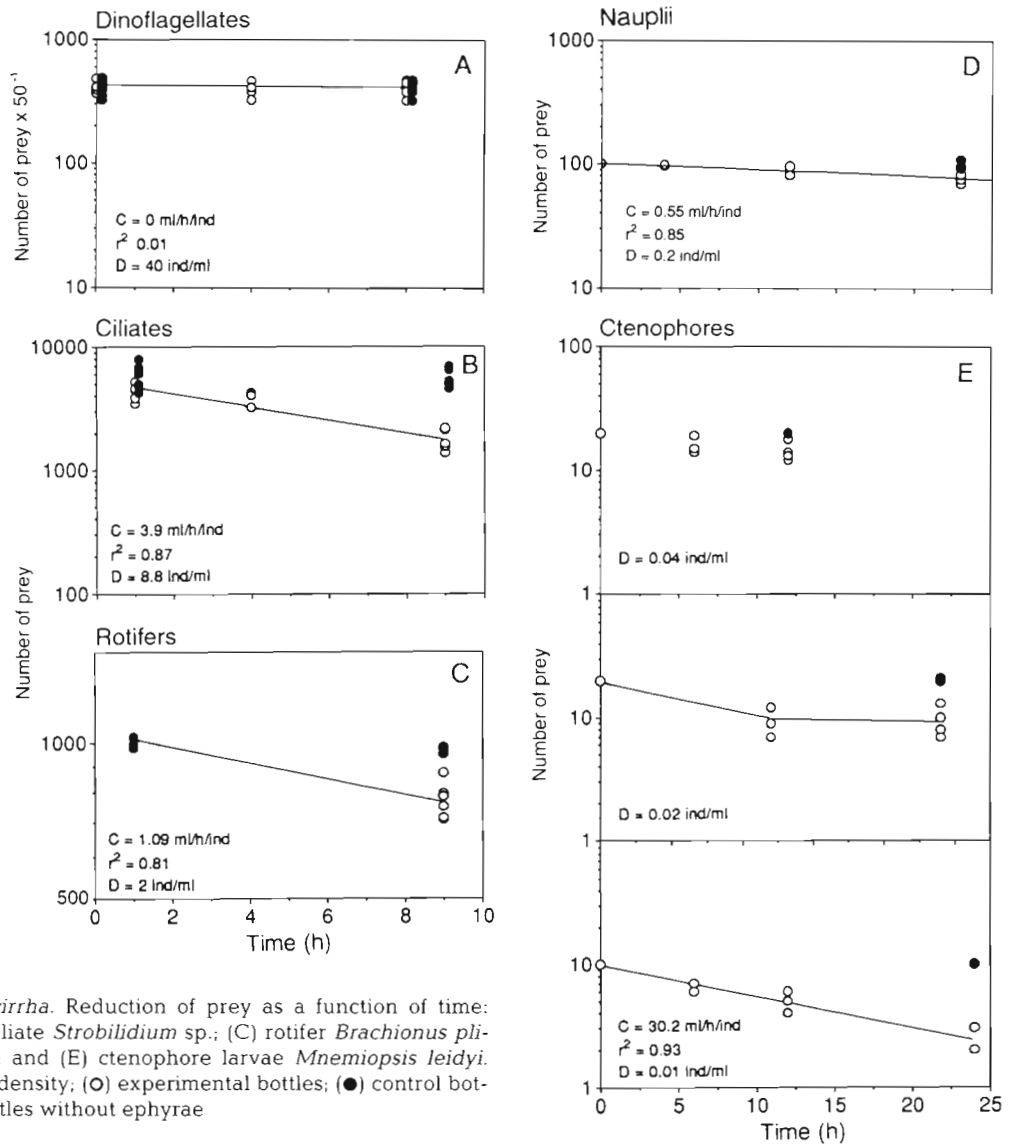 Dinoflagellates
A
1000
100
10
Number of prey x 50⁻¹
C = 0 ml/h/ind
r² 0.01
D = 40 ind/ml
Ciliates
B
10000
1000
100
C = 3.9 ml/h/ind
r² = 0.87
D = 8.8 ind/ml
Number of prey
Rotifers
C
1000
500
C = 1.09 ml/h/ind
r² = 0.81
D = 2 ind/ml
0 2 4 6 8 10
Time (h)
Nauplii
D
1000
100
10
Number of prey
C = 0.55 ml/h/ind
r² = 0.85
D = 0.2 ind/ml
Ctenophores
E
100
10
1
D = 0.04 ind/ml
Number of prey
10
1
D = 0.02 ind/ml
10
1
C = 30.2 ml/h/ind
r² = 0.93
D = 0.01 ind/ml
0 5 10 15 20 25
Time (h)
irrha. Reduction of prey as a function of time:
iliate Strobilidium sp.; (C) rotifer Brachionus pli-
and (E) ctenophore larvae Mnemiopsis leidyi.
density; (○) experimental bottles; (●) control bot-
tles without ephyrae